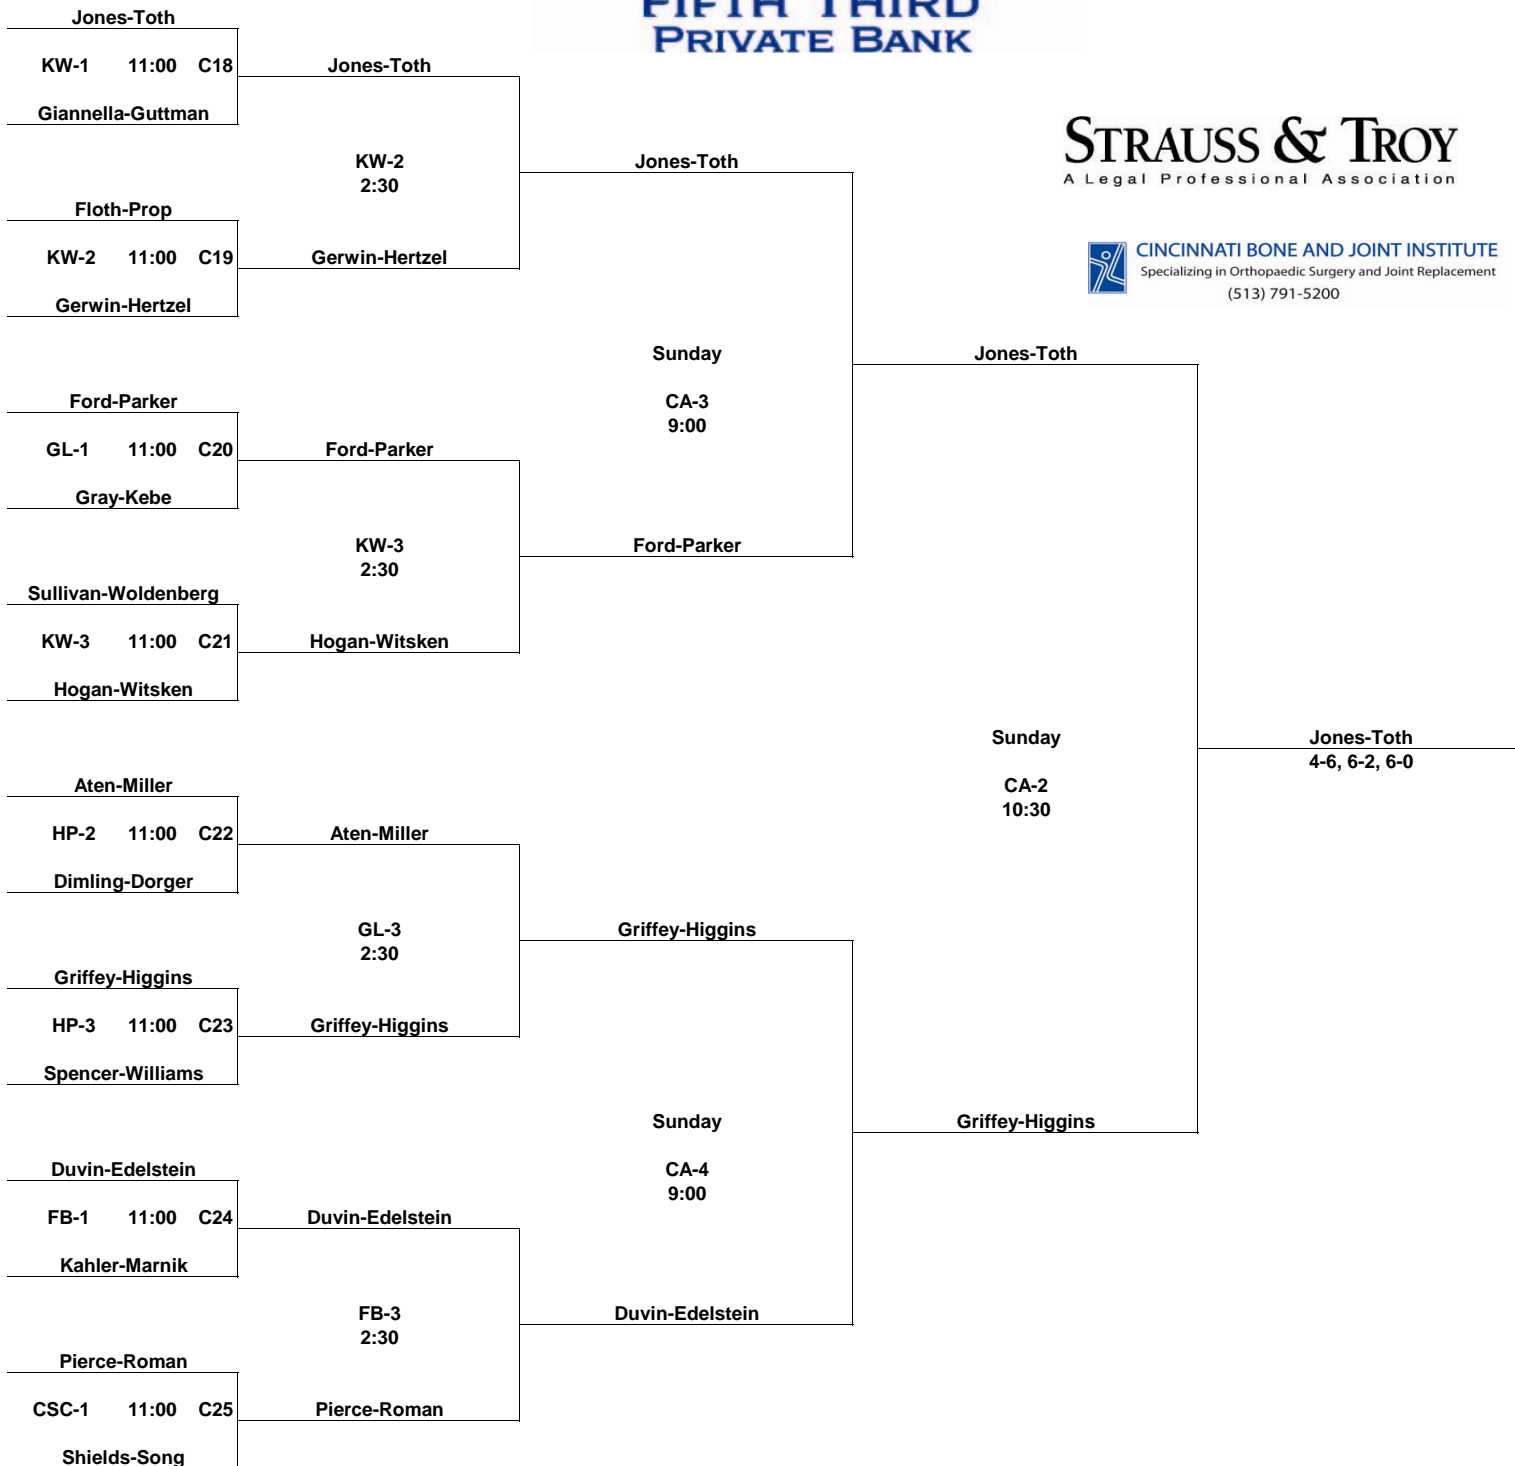 FIFTH THIRD
PRIVATE BANK
STRAUSS & TROY
A Legal Professional Association
CINCINNATI BONE AND JOINT INSTITUTE
Specializing in Orthopaedic Surgery and Joint Replacement
(513) 791-5200
Jones-Toth
KW-1 11:00 C18
Giannella-Guttman
Floth-Prop
KW-2 11:00 C19
Gerwin-Hertzel
Ford-Parker
GL-1 11:00 C20
Gray-Kebe
Sullivan-Woldenberg
KW-3 11:00 C21
Hogan-Witsken
Aten-Miller
HP-2 11:00 C22
Dimling-Dorger
Griffey-Higgins
HP-3 11:00 C23
Spencer-Williams
Duvin-Edelstein
FB-1 11:00 C24
Kahler-Marnik
Pierce-Roman
CSC-1 11:00 C25
Shields-Song
Jones-Toth
KW-2
2:30
Gerwin-Hertzel
Ford-Parker
KW-3
2:30
Hogan-Witsken
Aten-Miller
GL-3
2:30
Griffey-Higgins
Duvin-Edelstein
FB-3
2:30
Pierce-Roman
Jones-Toth
Sunday
CA-3
9:00
Ford-Parker
Griffey-Higgins
Sunday
CA-4
9:00
Duvin-Edelstein
Jones-Toth
Sunday
CA-2
10:30
Griffey-Higgins
Jones-Toth
4-6, 6-2, 6-0